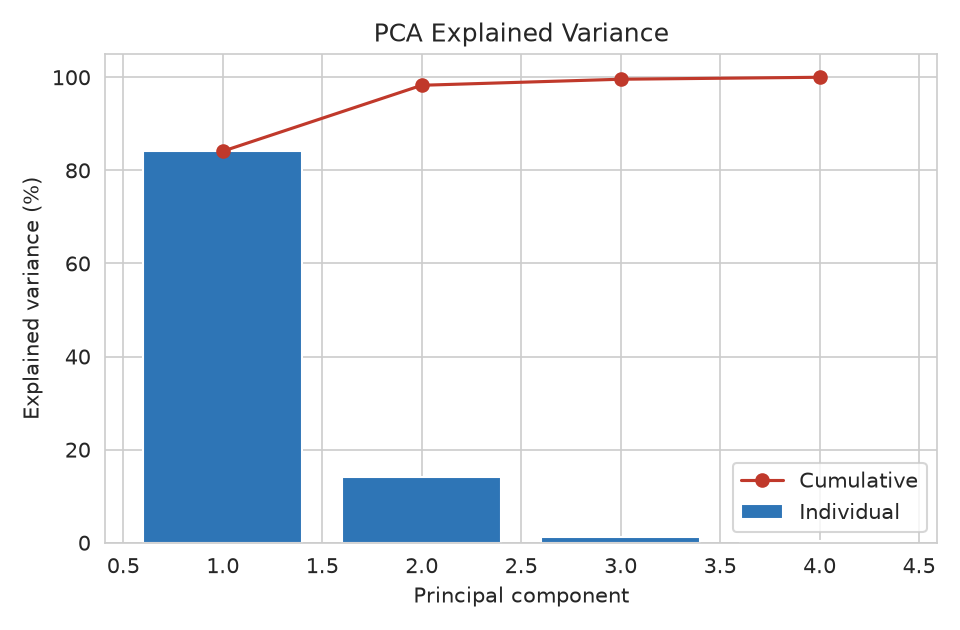 PCA Explained Variance
Explained variance (%)
100
80
60
40
20
0
0.5 1.0 1.5 2.0 2.5 3.0 3.5 4.0 4.5
Principal component
Cumulative
Individual